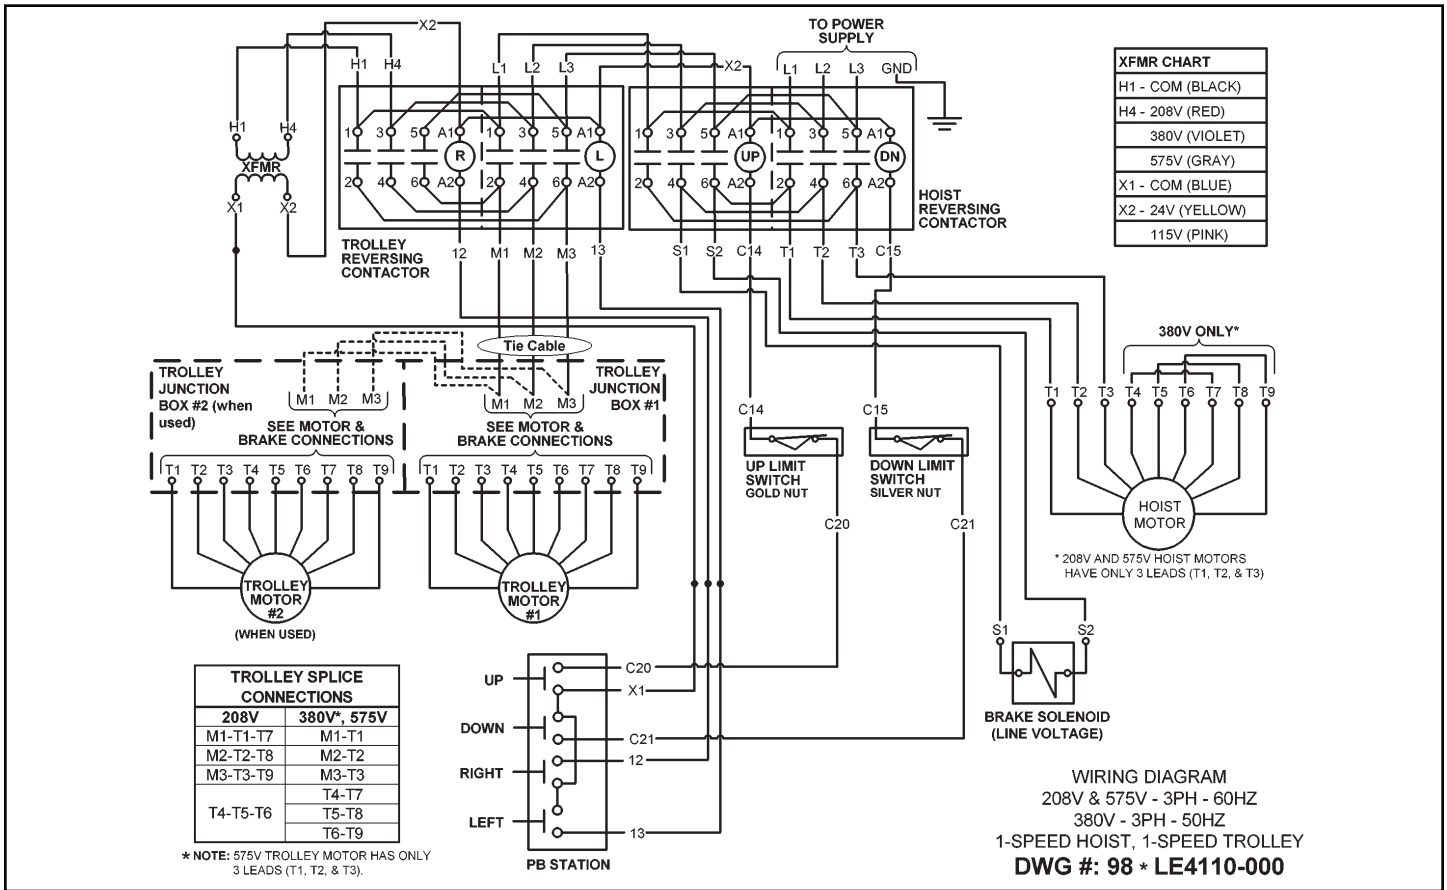 X2
TO POWER
SUPPLY
H1 H4 L1 L2 L3 X2 L1 L2 L3 GND
XFMR CHART
H1 - COM (BLACK)
H4 - 208V (RED)
380V (VIOLET)
575V (GRAY)
X1 - COM (BLUE)
X2 - 24V (YELLOW)
115V (PINK)
H1 H4
XFMR
X1 X2
1 3 5 A1 1 3 5 A1
R L
2 4 6 A2 2 4 6 A2
1 3 5 A1 1 3 5 A1
UP DN
2 4 6 A2 2 4 6 A2
TROLLEY
REVERSING
CONTACTOR
HOIST
REVERSING
CONTACTOR
12 M1 M2 M3 13 S1 S2 C14 T1 T2 T3 C15
Tie Cable
TROLLEY
JUNCTION
BOX #2 (when
used)
M1 M2 M3
SEE MOTOR &
BRAKE CONNECTIONS
T1 T2 T3 T4 T5 T6 T7 T8 T9
TROLLEY
MOTOR
#2
(WHEN USED)
TROLLEY
JUNCTION
BOX #1
M1 M2 M3
SEE MOTOR &
BRAKE CONNECTIONS
T1 T2 T3 T4 T5 T6 T7 T8 T9
TROLLEY
MOTOR
#1
C14 C15
UP LIMIT
SWITCH
GOLD NUT
DOWN LIMIT
SWITCH
SILVER NUT
C20 C21
380V ONLY*
T1 T2 T3 T4 T5 T6 T7 T8 T9
HOIST
MOTOR
* 208V AND 575V HOIST MOTORS
HAVE ONLY 3 LEADS (T1, T2, & T3)
S1 S2
BRAKE SOLENOID
(LINE VOLTAGE)
UP C20
X1
DOWN C21
12
RIGHT
LEFT 13
PB STATION
TROLLEY SPLICE
CONNECTIONS
208V 380V*, 575V
M1-T1-T7 M1-T1
M2-T2-T8 M2-T2
M3-T3-T9 M3-T3
T4-T5-T6 T4-T7
T5-T8
T6-T9
* NOTE: 575V TROLLEY MOTOR HAS ONLY
3 LEADS (T1, T2, & T3).
WIRING DIAGRAM
208V & 575V - 3PH - 60HZ
380V - 3PH - 50HZ
1-SPEED HOIST, 1-SPEED TROLLEY
DWG #: 98 * LE4110-000